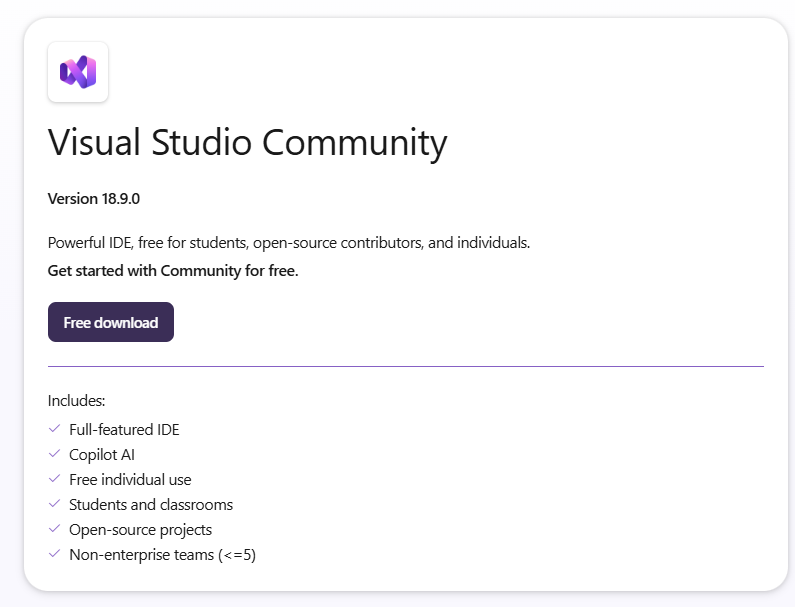 Visual Studio Community
Version 18.9.0
Powerful IDE, free for students, open-source contributors, and individuals.
Get started with Community for free.
Free download
Includes:
Full-featured IDE
Copilot AI
Free individual use
Students and classrooms
Open-source projects
Non-enterprise teams (<=5)